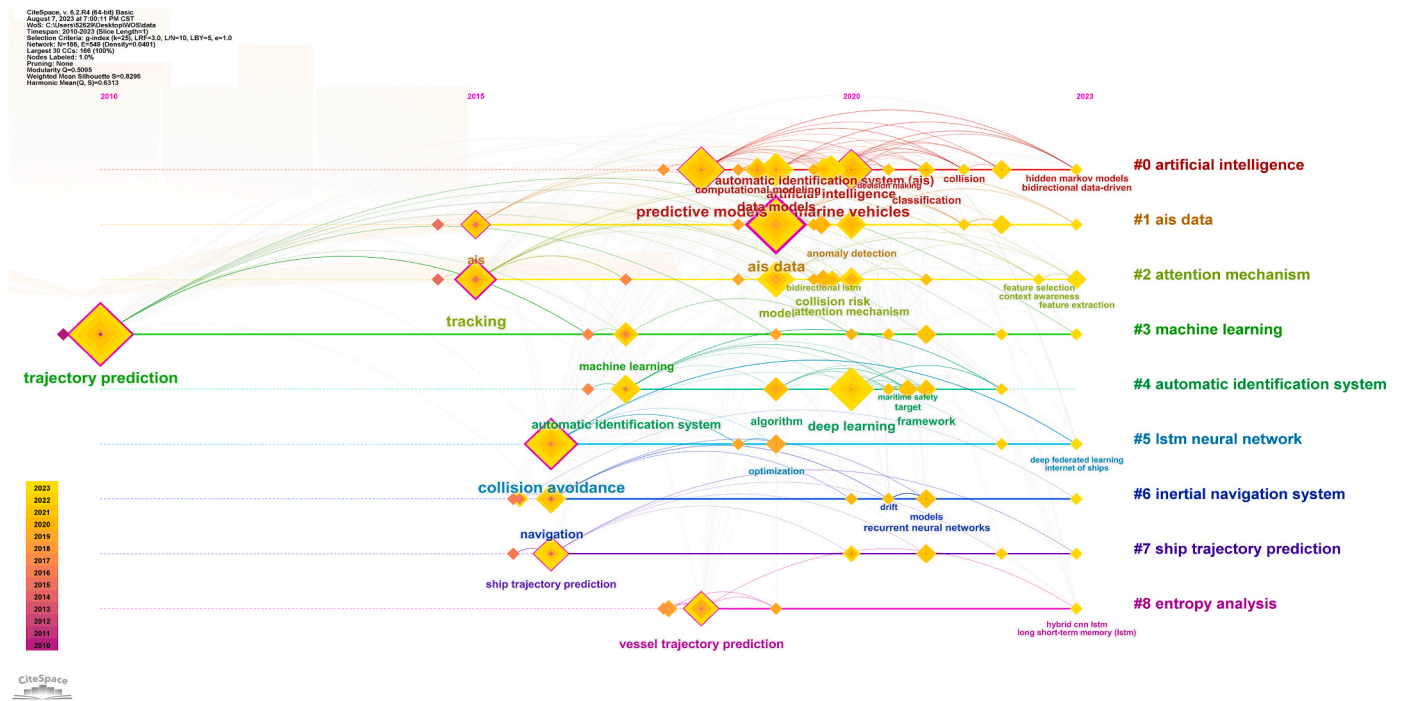 CiteSpace, v. 6.2.R4 (64-bit) Basic
August 7, 2023 at 7:00:11 PM CST
WoS: C:\Users\52629\Desktop\WOS\data
Timespan: 2010-2023 (Slice Length=1)
Selection Criteria: g-index (k=25), LRF=3.0, L/N=10, LBY=5, e=1.0
Network: N=166, E=549 (Density=0.0401)
Largest 30 CCs: 166 (100%)
Nodes Labeled: 1.0%
Pruning: None
Modularity Q=0.5095
Weighted Mean Silhouette S=0.8296
Harmonic Mean(Q, S)=0.6313
2010
2015
2020
2023
#0 artificial intelligence
automatic identification system (ais)
computational modeling
decision making
collision
hidden markov models
bidirectional data-driven
artificial intelligence
classification
data models
predictive models
marine vehicles
#1 ais data
anomaly detection
ais
ais data
#2 attention mechanism
bidirectional lstm
feature selection
context awareness
feature extraction
collision risk
model
attention mechanism
tracking
#3 machine learning
machine learning
trajectory prediction
#4 automatic identification system
maritime safety
target
automatic identification system
algorithm
deep learning
framework
#5 lstm neural network
deep federated learning
internet of ships
optimization
collision avoidance
#6 inertial navigation system
drift
models
recurrent neural networks
navigation
#7 ship trajectory prediction
ship trajectory prediction
#8 entropy analysis
hybrid cnn lstm
long short-term memory (lstm)
vessel trajectory prediction
2023
2022
2021
2020
2019
2018
2017
2016
2015
2014
2013
2012
2011
2010
CiteSpace